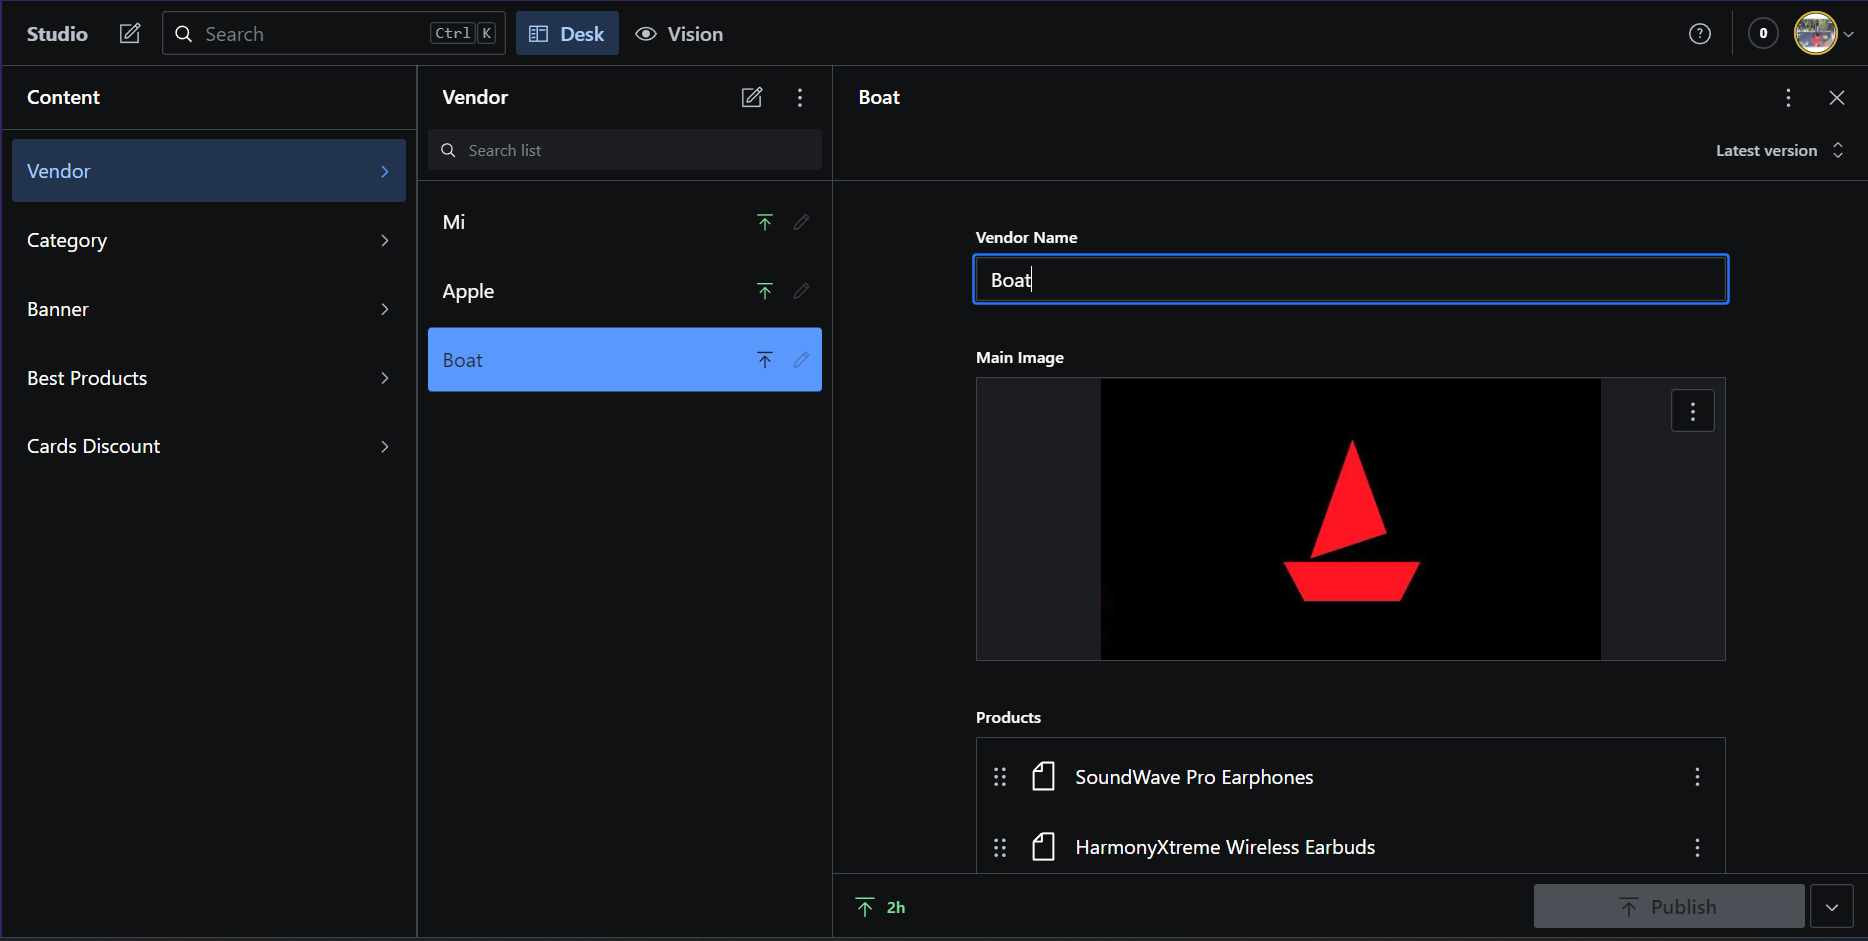 Studio
Search
Ctrl K
Desk
Vision
0
Content
Vendor
Category
Banner
Best Products
Cards Discount
Vendor
Search list
Mi
Apple
Boat
Boat
Latest version
Vendor Name
Boat
Main Image
Products
SoundWave Pro Earphones
HarmonyXtreme Wireless Earbuds
2h
Publish